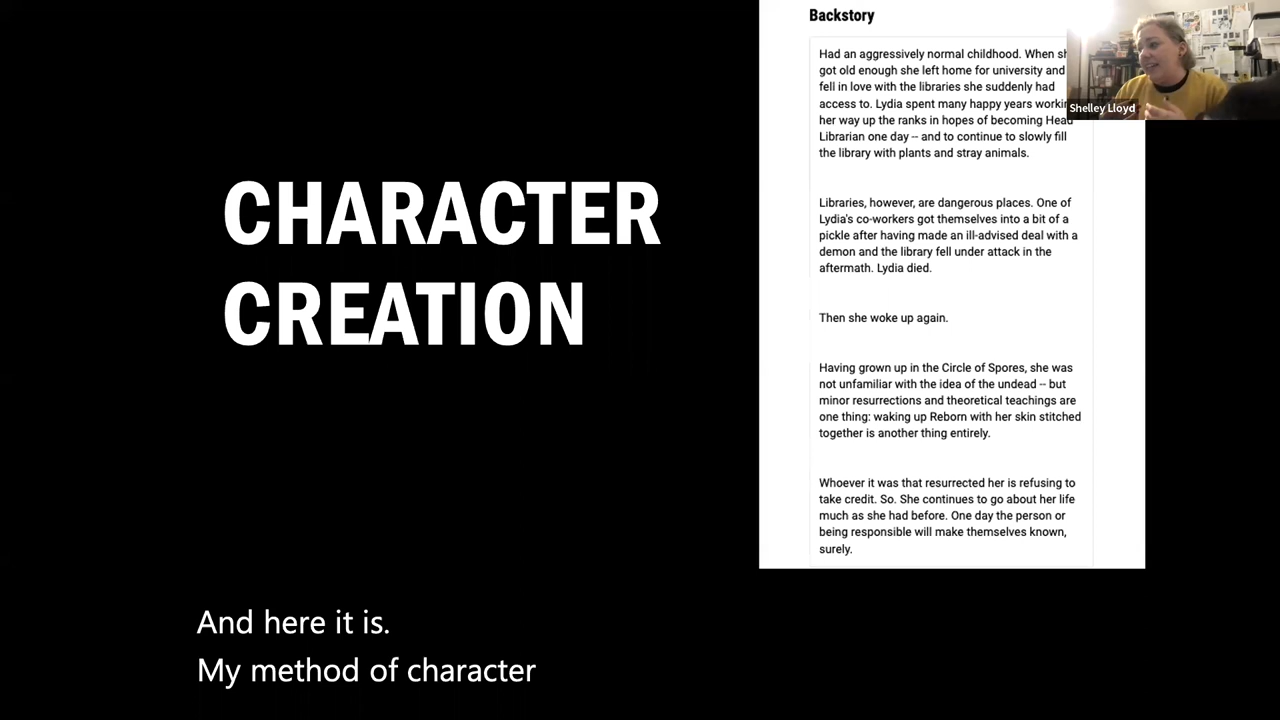 Backstory
Had an aggressively normal childhood. When
got old enough she left home for university and
fell in love with the libraries she suddenly had
access to. Lydia spent many happy years
her way up the ranks in hopes of becoming Head
Librarian one day -- and to continue to slowly fill
the library with plants and stray animals.
Libraries, however, are dangerous places. One of
Lydia's co-workers got themselves into a bit of a
pickle after having made an ill-advised deal with a
demon and the library fell under attack in the
aftermath. Lydia died.
Then she woke up again.
Having grown up in the Circle of Spores, she was
not unfamiliar with the idea of the undead -- but
minor resurrections and theoretical teachings are
one thing: waking up Reborn with her skin stitched
together is another thing entirely.
Whoever it was that resurrected her is refusing to
take credit. So. She continues to go about her life
much as she had before. One day the person or
being responsible will make themselves known,
surely.
Shelley Lloyd
CHARACTER
CREATION
And here it is.
My method of character